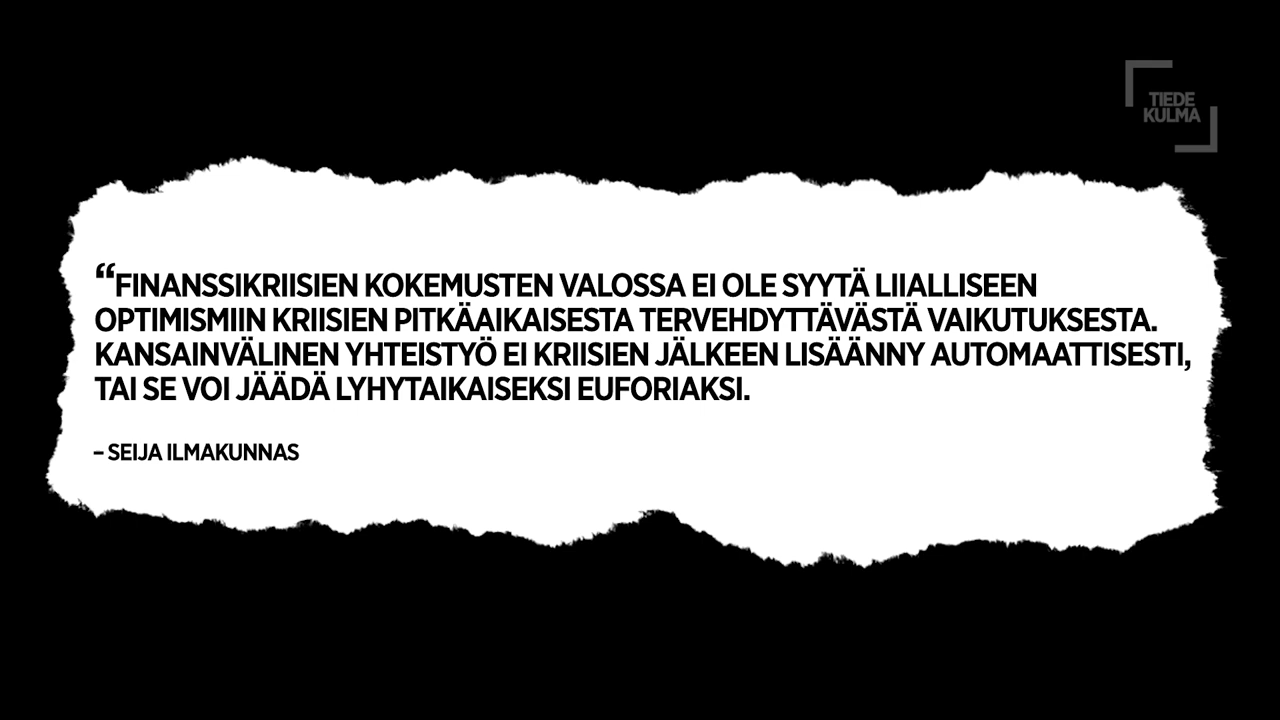 TIEDE
KULMA
“FINANSSIKRIISIEN KOKEMUSTEN VALOSSA EI OLE SYYTÄ LIIALLISEEN
OPTIMISMIIN KRIISIEN PITKÄAIKAISESTA TERVEHDYTTÄVÄSTÄ VAIKUTUKSESTA.
KANSAINVÄLINEN YHTEISTYÖ EI KRIISIEN JÄLKEEN LISÄÄNNY AUTOMAATTISESTI,
TAI SE VOI JÄÄDÄ LYHYTAIKAISEKSI EUFORIAKSI.
– SEIJA ILMAKUNNAS